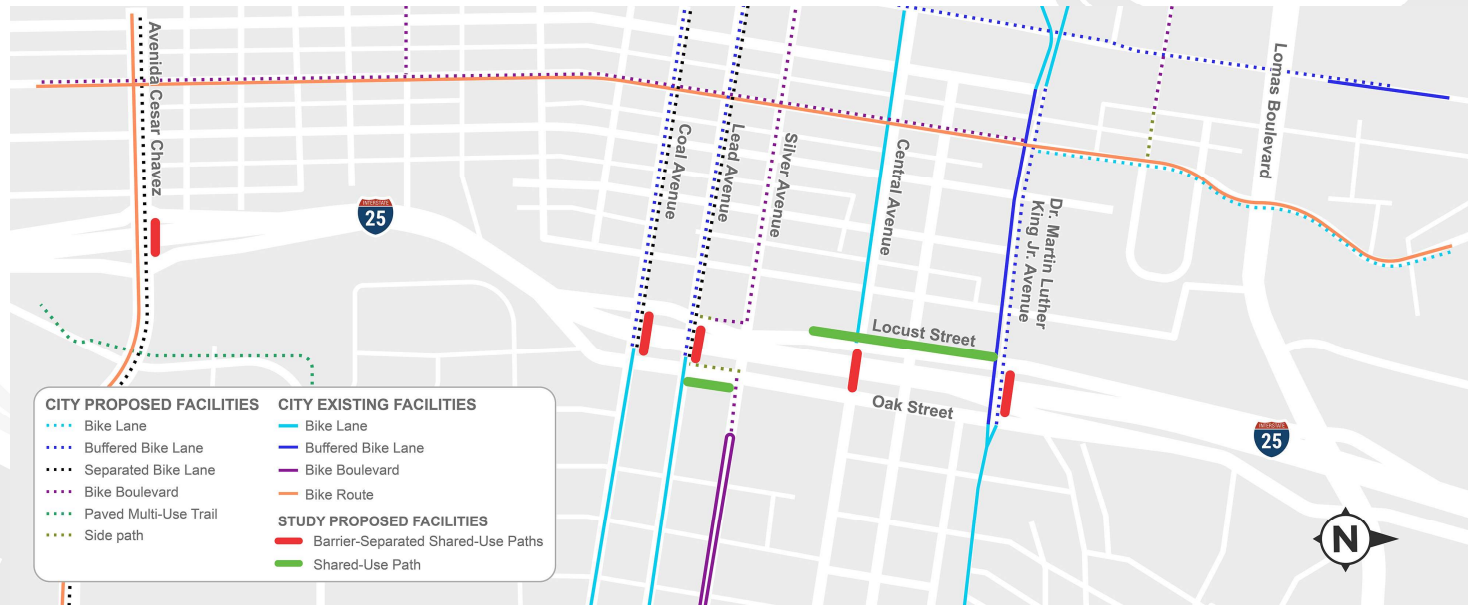 Avenida Cesar Chavez
INTERSTATE
25
Coal Avenue
Lead Avenue
Silver Avenue
Central Avenue
Dr. Martin Luther
King Jr. Avenue
Lomas Boulevard
Locust Street
Oak Street
INTERSTATE
25
N
CITY PROPOSED FACILITIES
Bike Lane
Buffered Bike Lane
Separated Bike Lane
Bike Boulevard
Paved Multi-Use Trail
Side path
CITY EXISTING FACILITIES
Bike Lane
Buffered Bike Lane
Bike Boulevard
Bike Route
STUDY PROPOSED FACILITIES
Barrier-Separated Shared-Use Paths
Shared-Use Path